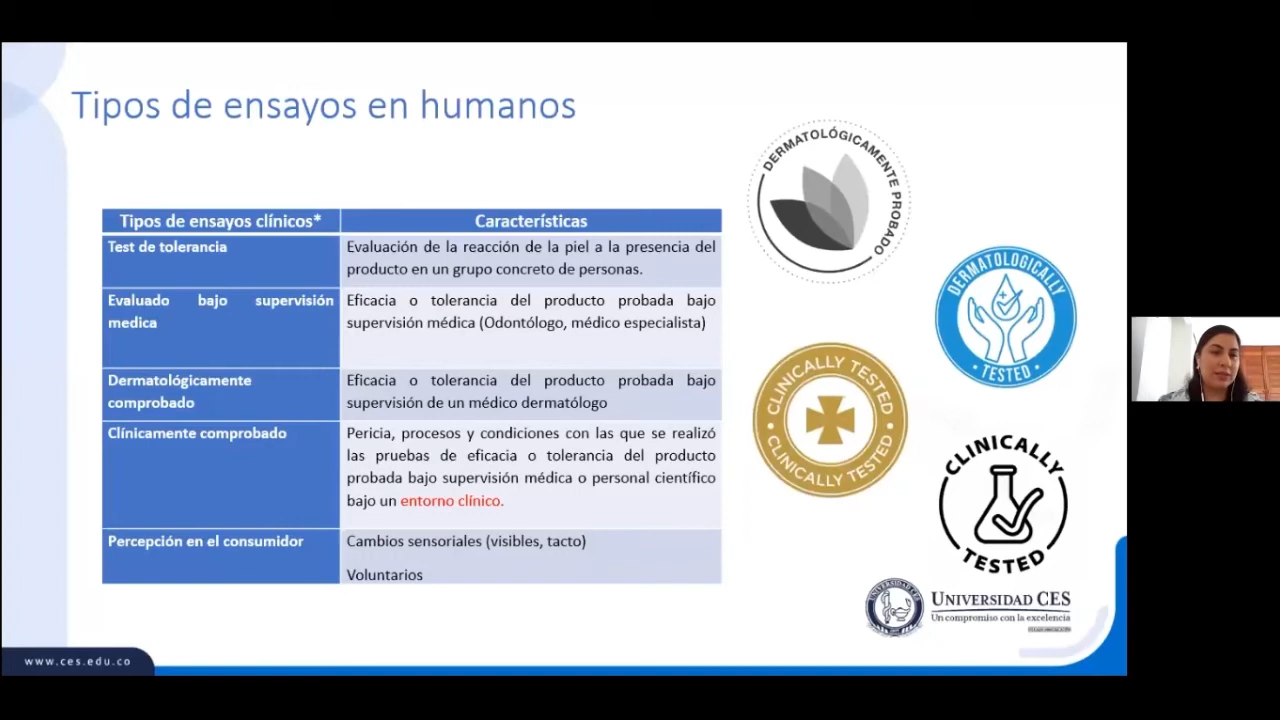 Tipos de ensayos en humanos
Tipos de ensayos clínicos*
Características
Test de tolerancia
Evaluación de la reacción de la piel a la presencia del
producto en un grupo concreto de personas.
Evaluado bajo supervisión
medica
Eficacia o tolerancia del producto probada bajo
supervisión médica (Odontólogo, médico especialista)
Dermatológicamente
comprobado
Eficacia o tolerancia del producto probada bajo
supervisión de un médico dermatólogo
Clínicamente comprobado
Pericia, procesos y condiciones con las que se realizó
las pruebas de eficacia o tolerancia del producto
probada bajo supervisión médica o personal científico
bajo un entorno clínico.
Percepción en el consumidor
Cambios sensoriales (visibles, tacto)
Voluntarios
DERMATOLÓGICAMENTE PROBADO
DERMATOLOGICALLY
• TESTED •
CLINICALLY TESTED
• CLINICALLY TESTED •
CLINICALLY
TESTED
UNIVERSIDAD CES
Un compromiso con la excelencia
www.ces.edu.co